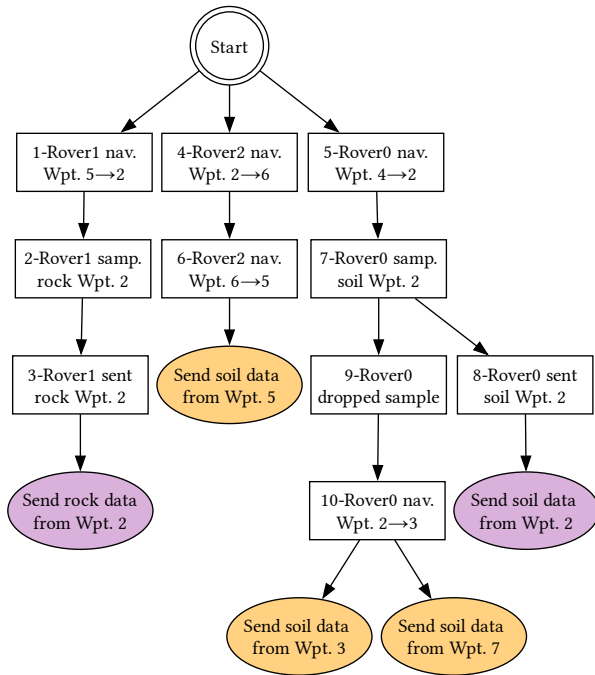 Start
1-Rover1 nav.
Wpt. 5→2
4-Rover2 nav.
Wpt. 2→6
5-Rover0 nav.
Wpt. 4→2
2-Rover1 samp.
rock Wpt. 2
6-Rover2 nav.
Wpt. 6→5
7-Rover0 samp.
soil Wpt. 2
3-Rover1 sent
rock Wpt. 2
Send soil data
from Wpt. 5
9-Rover0
dropped sample
8-Rover0 sent
soil Wpt. 2
Send rock data
from Wpt. 2
10-Rover0 nav.
Wpt. 2→3
Send soil data
from Wpt. 2
Send soil data
from Wpt. 3
Send soil data
from Wpt. 7